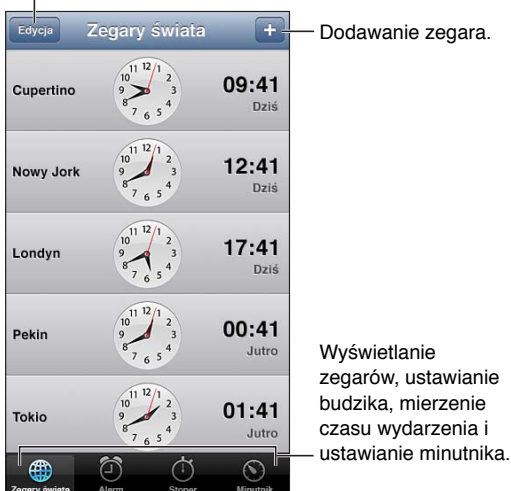 Edycja Zegary świata +
Dodawanie zegara.
Cupertino 09:41
Dziś
Nowy Jork 12:41
Dziś
Londyn 17:41
Dziś
Pekin 00:41
Jutro
Tokio 01:41
Jutro
Wyświetlanie
zegarów, ustawianie
budzika, mierzenie
czasu wydarzenia i
ustawianie minutnika.
Zegary świata Alarm Stoper Minutnik